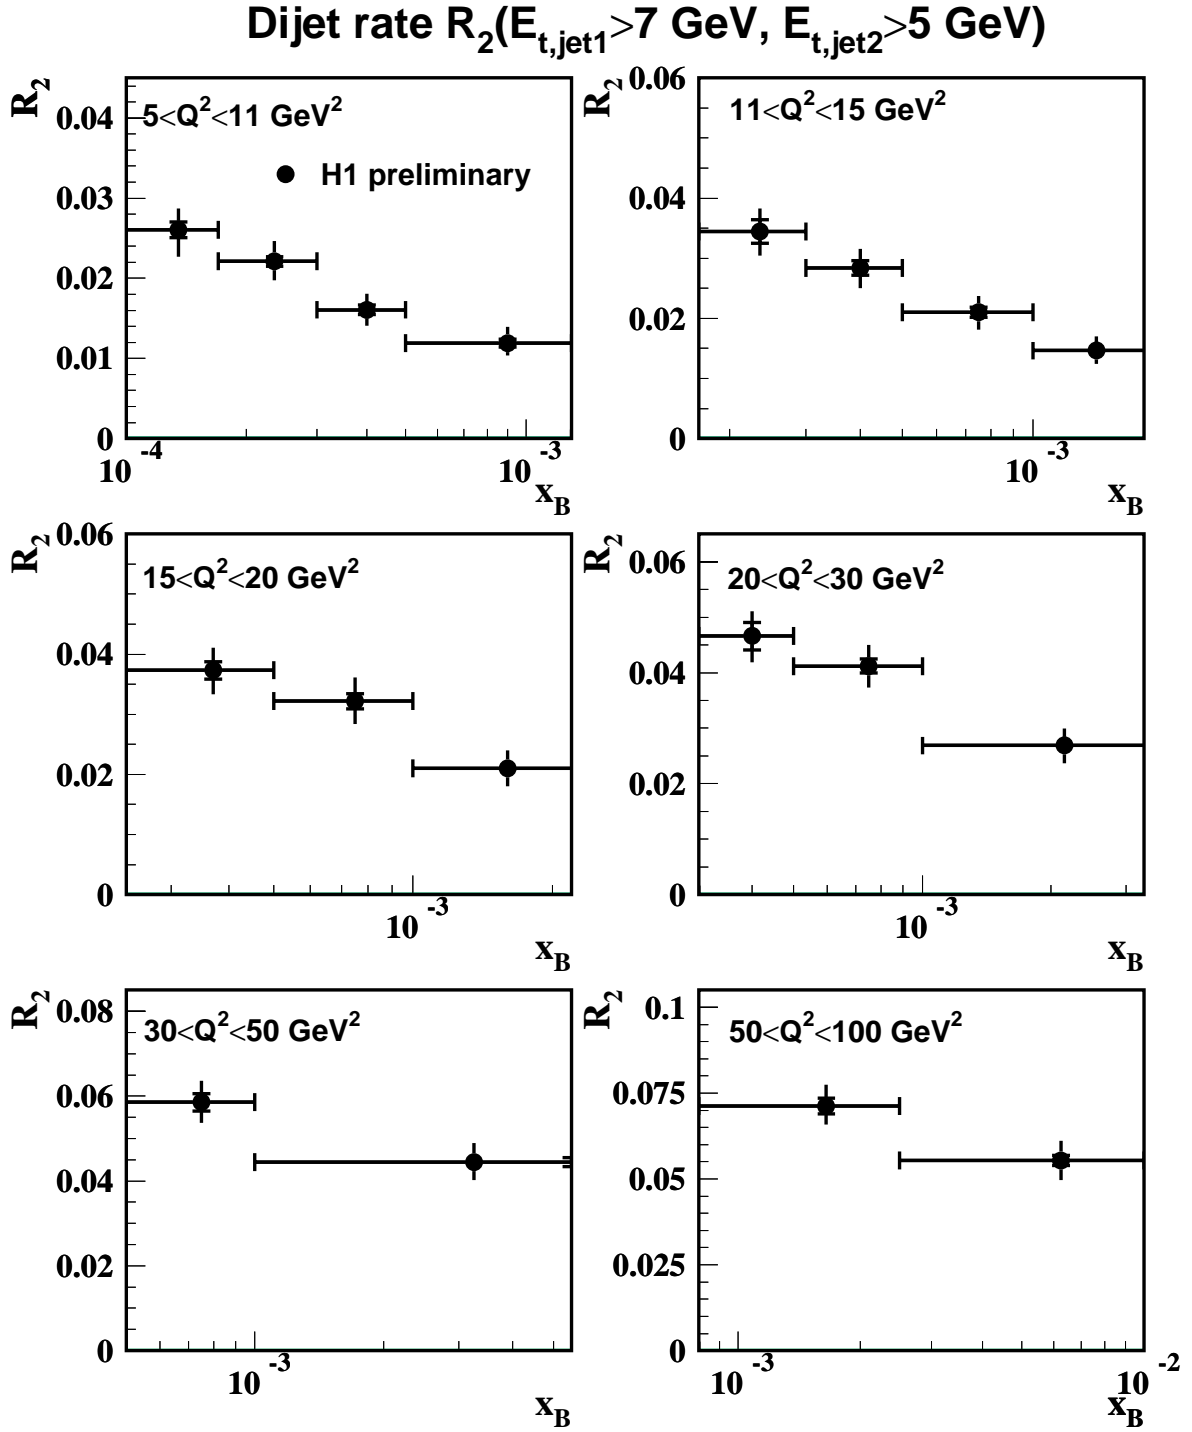 Dijet rate R2(Et,jet1>7 GeV, Et,jet2>5 GeV)
R2
5<Q2<11 GeV2
H1 preliminary
0.04
0.03
0.02
0.01
0
10-4
10-3
xB
R2
11<Q2<15 GeV2
0.06
0.04
0.02
0
10-3
xB
R2
15<Q2<20 GeV2
0.06
0.04
0.02
0
10-3
xB
R2
20<Q2<30 GeV2
0.06
0.04
0.02
0
10-3
xB
R2
30<Q2<50 GeV2
0.08
0.06
0.04
0.02
0
10-3
xB
R2
50<Q2<100 GeV2
0.1
0.075
0.05
0.025
0
10-3
10-2
xB